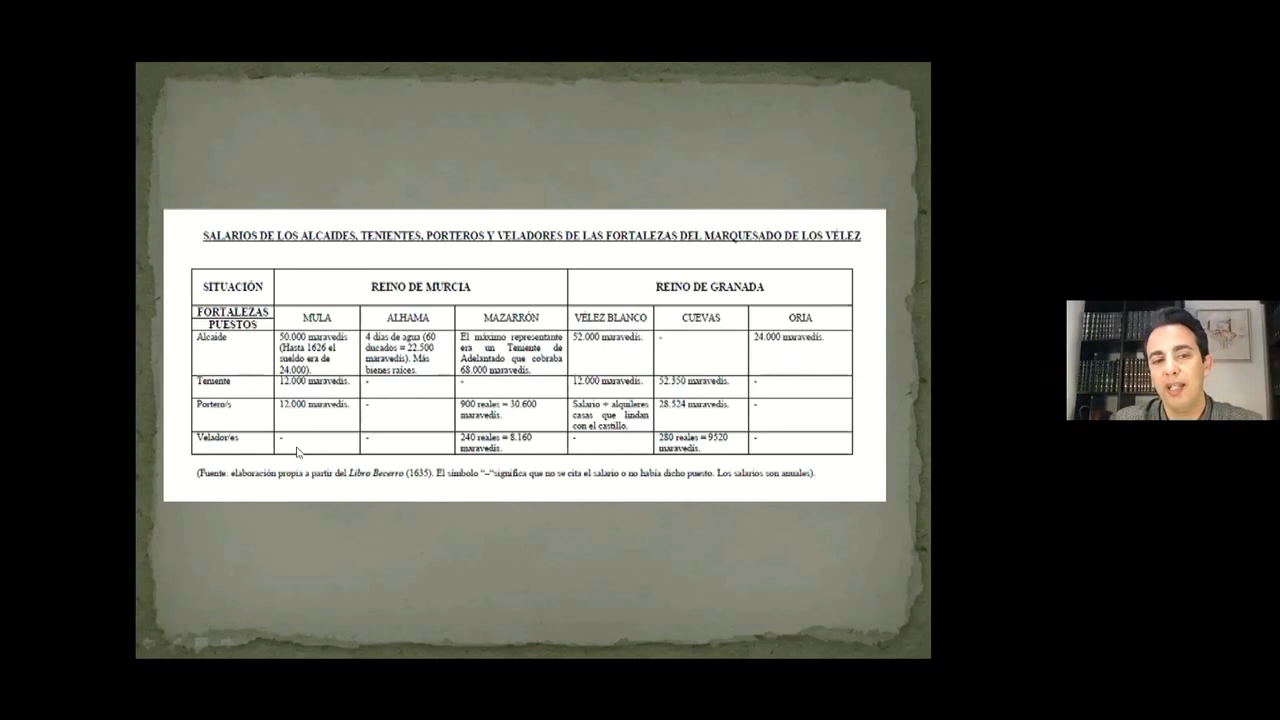 SALARIOS DE LOS ALCAIDES, TENIENTES, PORTEROS Y VELADORES DE LAS FORTALEZAS DEL MARQUESADO DE LOS VÉLEZ
SITUACIÓN REINO DE MURCIA REINO DE GRANADA
FORTALEZAS
PUESTOS
MULA ALHAMA MAZARRÓN VÉLEZ BLANCO CUEVAS ORIA
Alcaide
50.000 maravedís
(Hasta 1626 el
sueldo era de
24.000).
4 días de agua (60
ducados = 22.500
maravedís). Más
bienes raíces.
El máximo representante
era un Teniente de
Adelantado que cobraba
68.000 maravedís.
52.000 maravedís.
-
24.000 maravedís.
Teniente
12.000 maravedís.
-
-
12.000 maravedís.
52.350 maravedís.
-
Portero/s
12.000 maravedís.
-
900 reales = 30.600
maravedís.
Salario + alquileres
casas que lindan
con el castillo.
28.524 maravedís.
-
Velador/es
-
-
240 reales = 8.160
maravedís.
-
280 reales = 9520
maravedís.
-
(Fuente: elaboración propia a partir del Libro Becerro (1635). El símbolo “–“significa que no se cita el salario o no había dicho puesto. Los salarios son anuales).